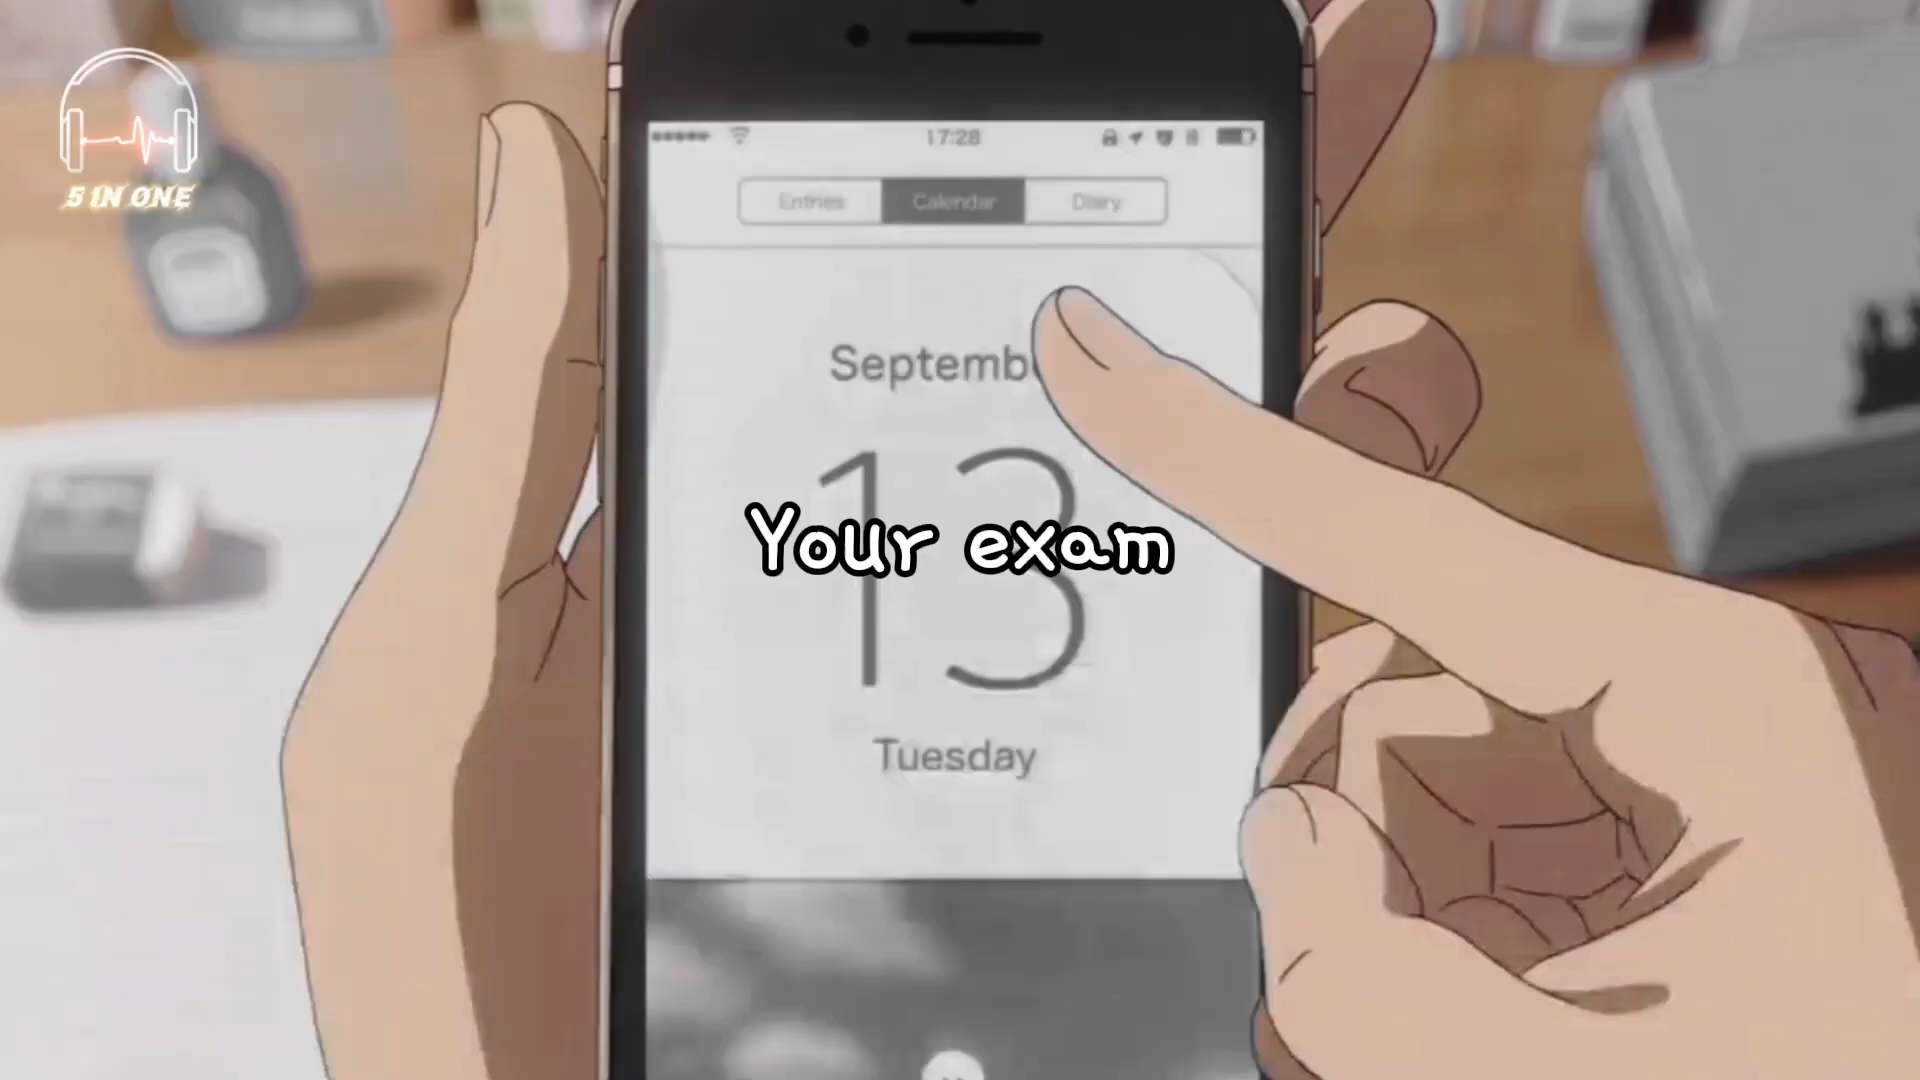 5 IN ONE
17:28
Entries Calendar Diary
Septemb
13
Your exam
Tuesday